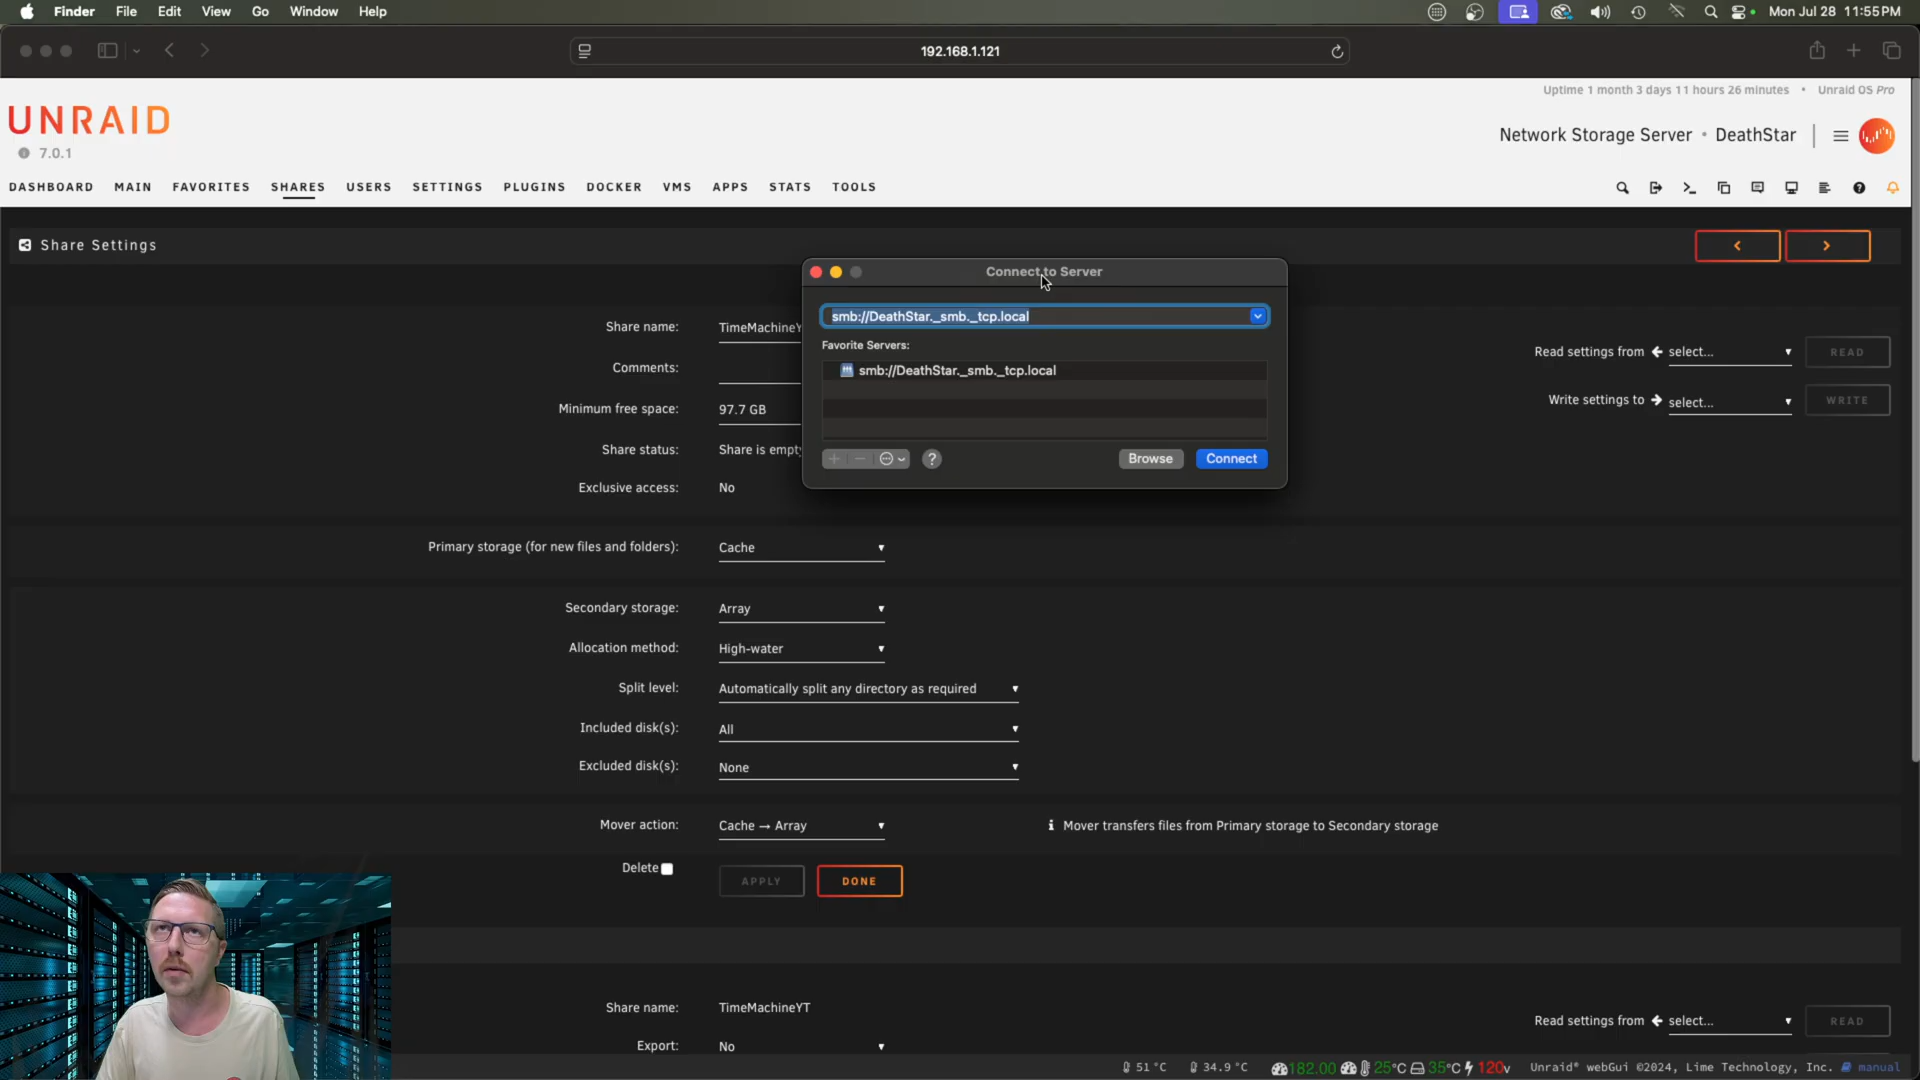 Finder File Edit View Go Window Help
Mon Jul 28 11:55 PM
192.168.1.121
Uptime 1 month 3 days 11 hours 26 minutes • Unraid OS Pro
UNRAID
7.0.1
Network Storage Server • DeathStar
DASHBOARD MAIN FAVORITES SHARES USERS SETTINGS PLUGINS DOCKER VMS APPS STATS TOOLS
Share Settings
Connect to Server
smb://DeathStar._smb._tcp.local
Favorite Servers:
smb://DeathStar._smb._tcp.local
Browse Connect
Share name: TimeMachineY
Comments:
Minimum free space: 97.7 GB
Share status: Share is empty
Exclusive access: No
Read settings from select... READ
Write settings to select... WRITE
Primary storage (for new files and folders): Cache
Secondary storage: Array
Allocation method: High-water
Split level: Automatically split any directory as required
Included disk(s): All
Excluded disk(s): None
Mover action: Cache → Array
Mover transfers files from Primary storage to Secondary storage
Delete APPLY DONE
Share name: TimeMachineYT
Read settings from select... READ
Export: No
51 °C 34.9 °C 182.00 25°C 35°C 120v Unraid® webGui ©2024, Lime Technology, Inc. manual